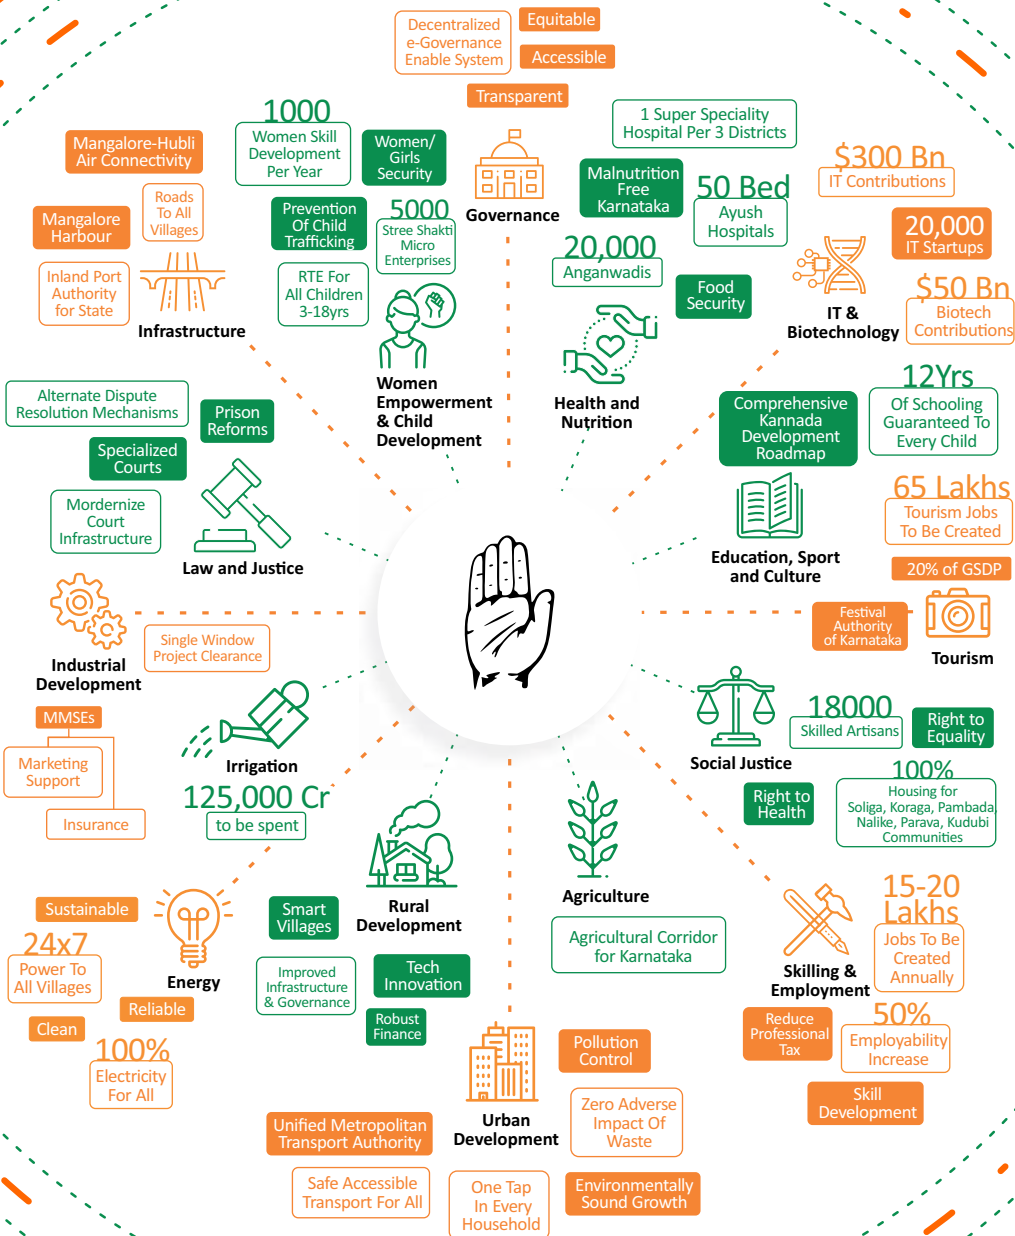 Decentralized
e-Governance
Enable System
Equitable
Accessible
Transparent
Governance
1000
Women Skill
Development
Per Year
Women/
Girls
Security
Prevention
Of Child
Trafficking
5000
Stree Shakti
Micro
Enterprises
RTE For
All Children
3-18yrs
Women
Empowerment
& Child
Development
1 Super Speciality
Hospital Per 3 Districts
Malnutrition
Free
Karnataka
50 Bed
Ayush
Hospitals
20,000
Anganwadis
Food
Security
Health and
Nutrition
$300 Bn
IT Contributions
20,000
IT Startups
$50 Bn
Biotech
Contributions
IT &
Biotechnology
Mangalore-Hubli
Air Connectivity
Roads
To All
Villages
Mangalore
Harbour
Inland Port
Authority
for State
Infrastructure
Alternate Dispute
Resolution Mechanisms
Prison
Reforms
Specialized
Courts
Mordernize
Court
Infrastructure
Law and Justice
12Yrs
Of Schooling
Guaranteed To
Every Child
Comprehensive
Kannada
Development
Roadmap
Education, Sport
and Culture
65 Lakhs
Tourism Jobs
To Be Created
20% of GSDP
Festival
Authority
of Karnataka
Tourism
Single Window
Project Clearance
Industrial
Development
MMSEs
Marketing
Support
Insurance
Irrigation
125,000 Cr
to be spent
18000
Skilled Artisans
Right to
Equality
Social Justice
Right to
Health
100%
Housing for
Soliga, Koraga, Pambada,
Nalike, Parava, Kudubi
Communities
Sustainable
24x7
Power To
All Villages
Reliable
Clean
100%
Electricity
For All
Energy
Smart
Villages
Rural
Development
Improved
Infrastructure
& Governance
Tech
Innovation
Robust
Finance
Agriculture
Agricultural Corridor
for Karnataka
15-20
Lakhs
Jobs To Be
Created
Annually
Skilling &
Employment
Reduce
Professional
Tax
50%
Employability
Increase
Skill
Development
Pollution
Control
Zero Adverse
Impact Of
Waste
Urban
Development
Unified Metropolitan
Transport Authority
Safe Accessible
Transport For All
One Tap
In Every
Household
Environmentally
Sound Growth